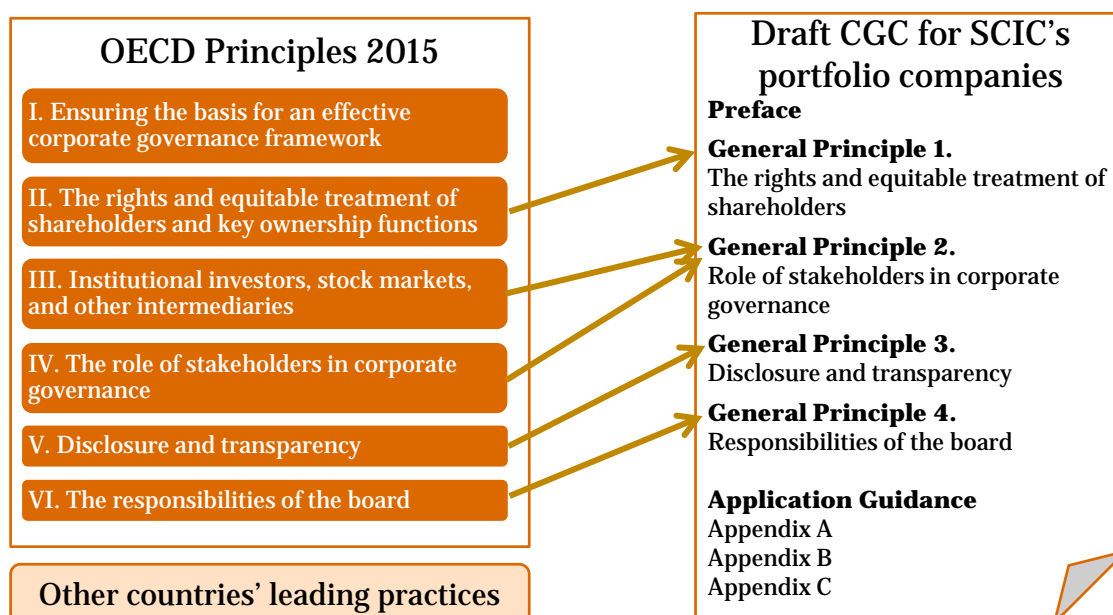 OECD Principles 2015
I. Ensuring the basis for an effective
corporate governance framework
II. The rights and equitable treatment of
shareholders and key ownership functions
III. Institutional investors, stock markets,
and other intermediaries
IV. The role of stakeholders in corporate
governance
V. Disclosure and transparency
VI. The responsibilities of the board
Other countries’ leading practices
Draft CGC for SCIC’s
portfolio companies
Preface
General Principle 1.
The rights and equitable treatment of
shareholders
General Principle 2.
Role of stakeholders in corporate
governance
General Principle 3.
Disclosure and transparency
General Principle 4.
Responsibilities of the board
Application Guidance
Appendix A
Appendix B
Appendix C